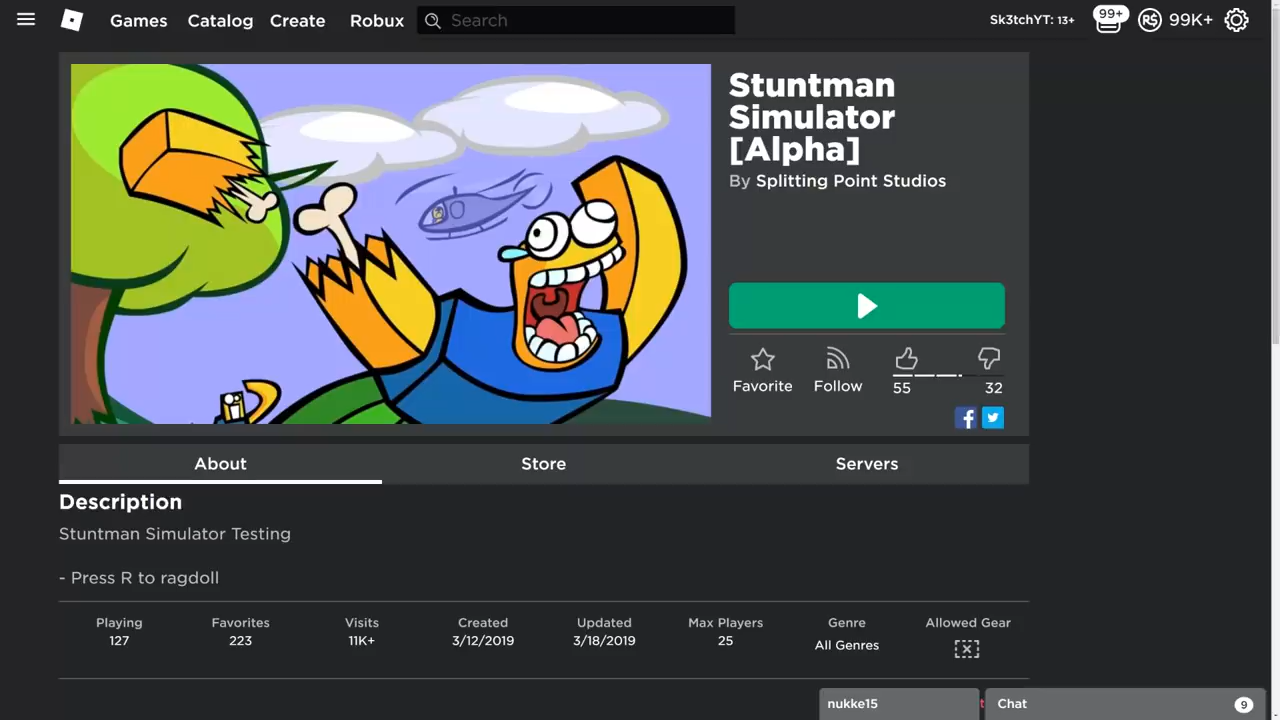 Games Catalog Create Robux Search Sk3tchYT: 13+ 99+ R$ 99K+
Stuntman
Simulator
[Alpha]
By Splitting Point Studios
Favorite Follow 55 32
About Store Servers
Description
Stuntman Simulator Testing
- Press R to ragdoll
Playing Favorites Visits Created Updated Max Players Genre Allowed Gear
127 223 11K+ 3/12/2019 3/18/2019 25 All Genres
nukke15 t Chat 9